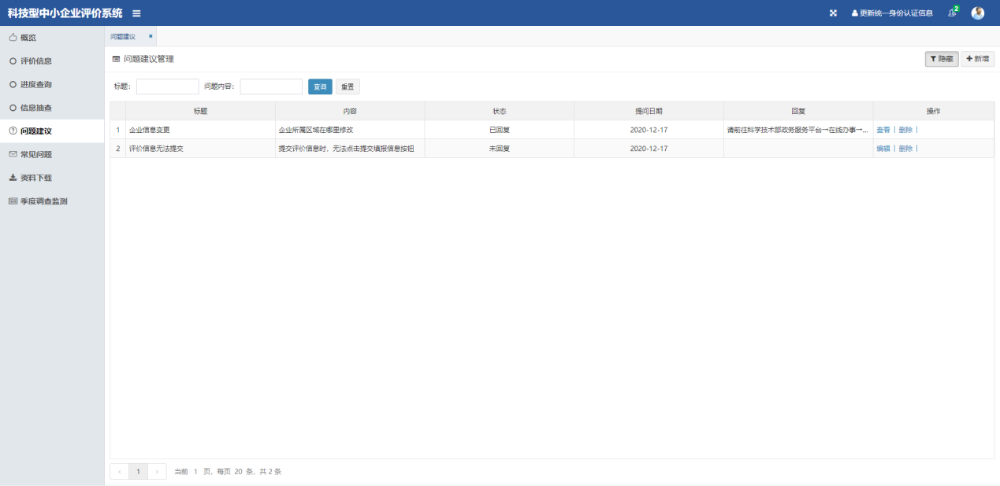 科技型中小企业评价系统
更新统一身份认证信息 2
概览
评价信息
进度查询
信息抽查
问题建议
常见问题
资料下载
季度调查监测
问题建议 ×
问题建议管理
隐藏 新增
标题: 问题内容: 查询 重置
标题 内容 状态 提问日期 回复 操作
1 企业信息变更 企业所属区域在哪里修改 已回复 2020-12-17 请前往科学技术部政务服务平台→在线办事→... 查看 | 删除 |
2 评价信息无法提交 提交评价信息时，无法点击提交填报信息按钮 未回复 2020-12-17 编辑 | 删除 |
< 1 > 当前 1 页, 每页 20 条, 共 2 条